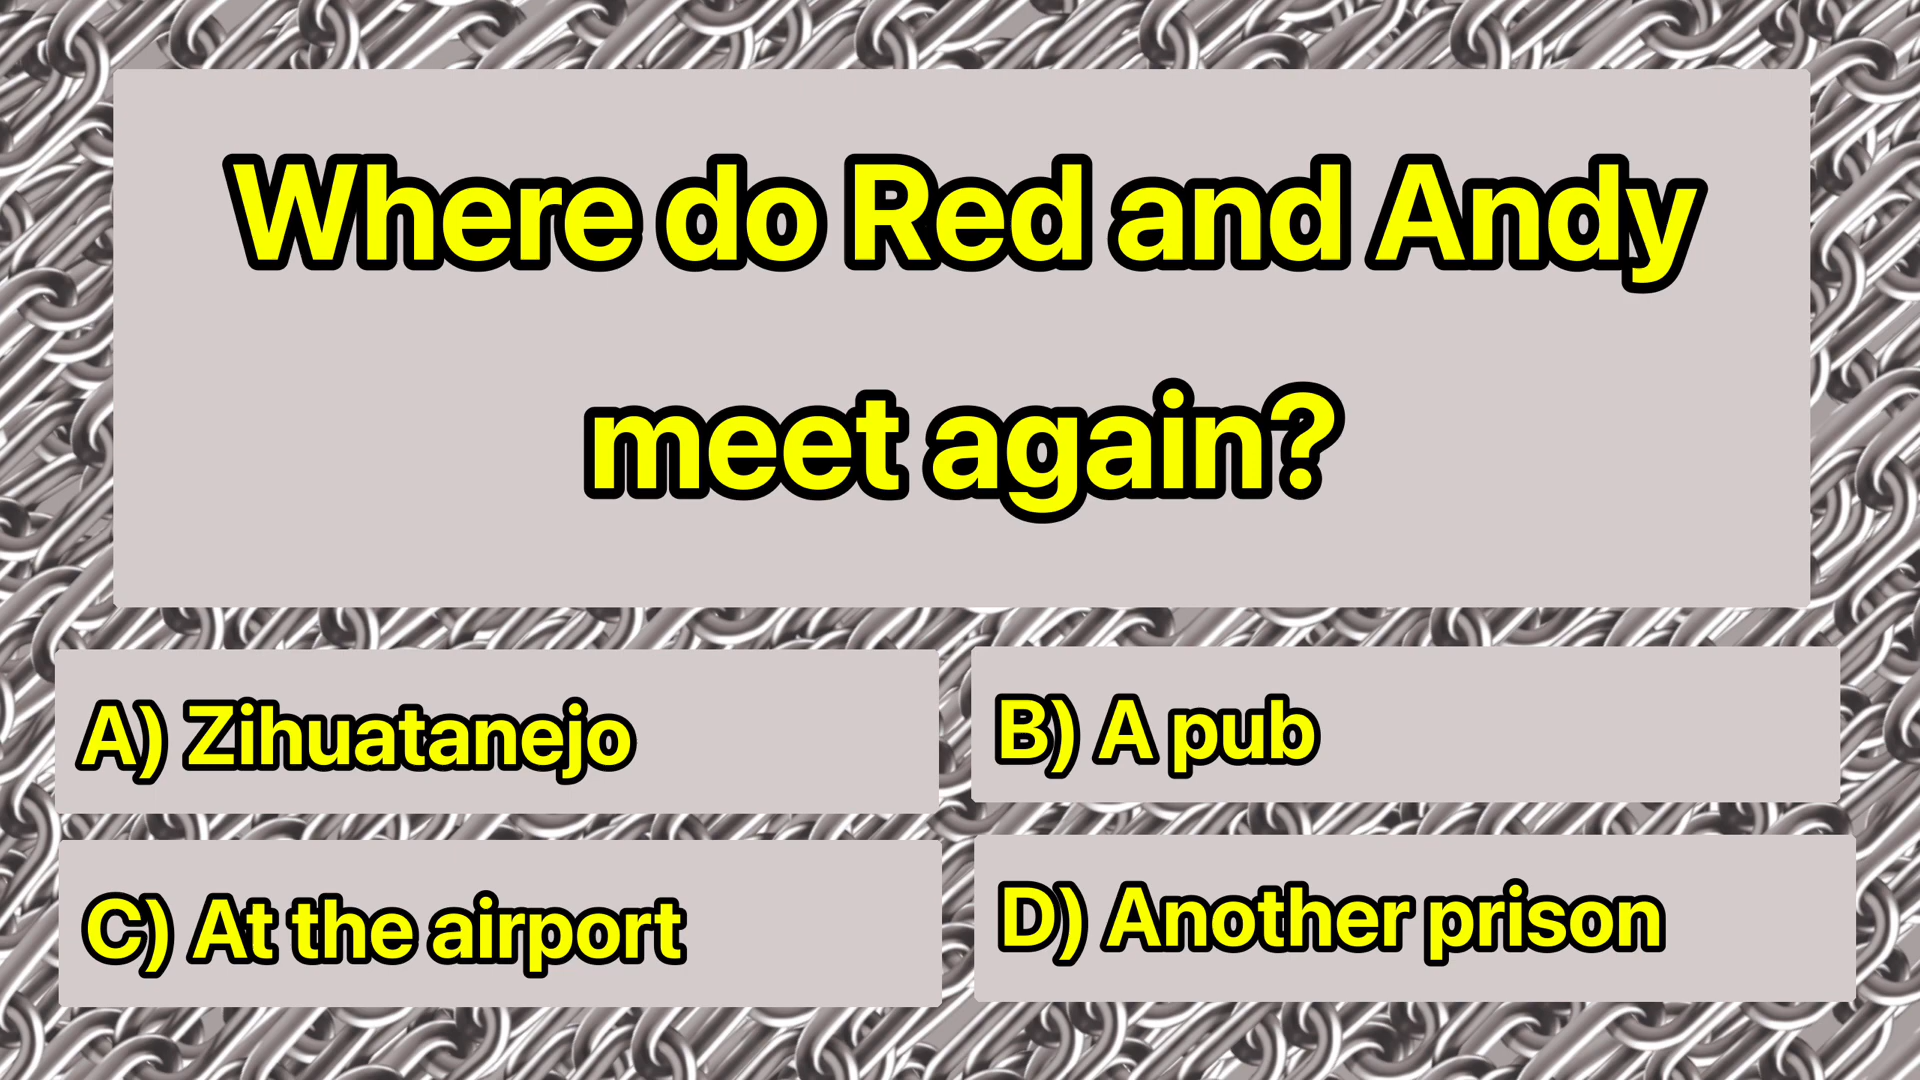 Where do Red and Andy
meet again?
A) Zihuatanejo
B) A pub
C) At the airport
D) Another prison